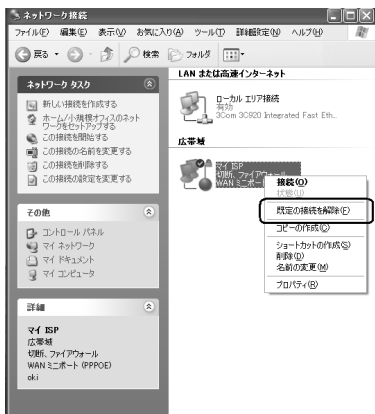 ネットワーク接続
ファイル(F) 編集(E) 表示(V) お気に入り(A) ツール(T) 詳細設定(N) ヘルプ(H)
戻る 検索 フォルダ
ネットワーク タスク
新しい接続を作成する
ホーム/小規模オフィスのネット
ワークをセットアップする
この接続を開始する
この接続の名前を変更する
この接続を削除する
この接続の設定を変更する
その他
コントロール パネル
マイ ネットワーク
マイ ドキュメント
マイ コンピュータ
詳細
マイ ISP
広帯域
切断、ファイアウォール
WAN ミニポート (PPPOE)
oki
LAN または高速インターネット
ローカル エリア接続
有効
3Com 3C920 Integrated Fast Eth...
広帯域
マイ ISP
切断、ファイアウォール
WAN ミニポート
接続(O)
状態(U)
既定の接続を解除(F)
コピーの作成(C)
ショートカットの作成(S)
削除(D)
名前の変更(M)
プロパティ(R)